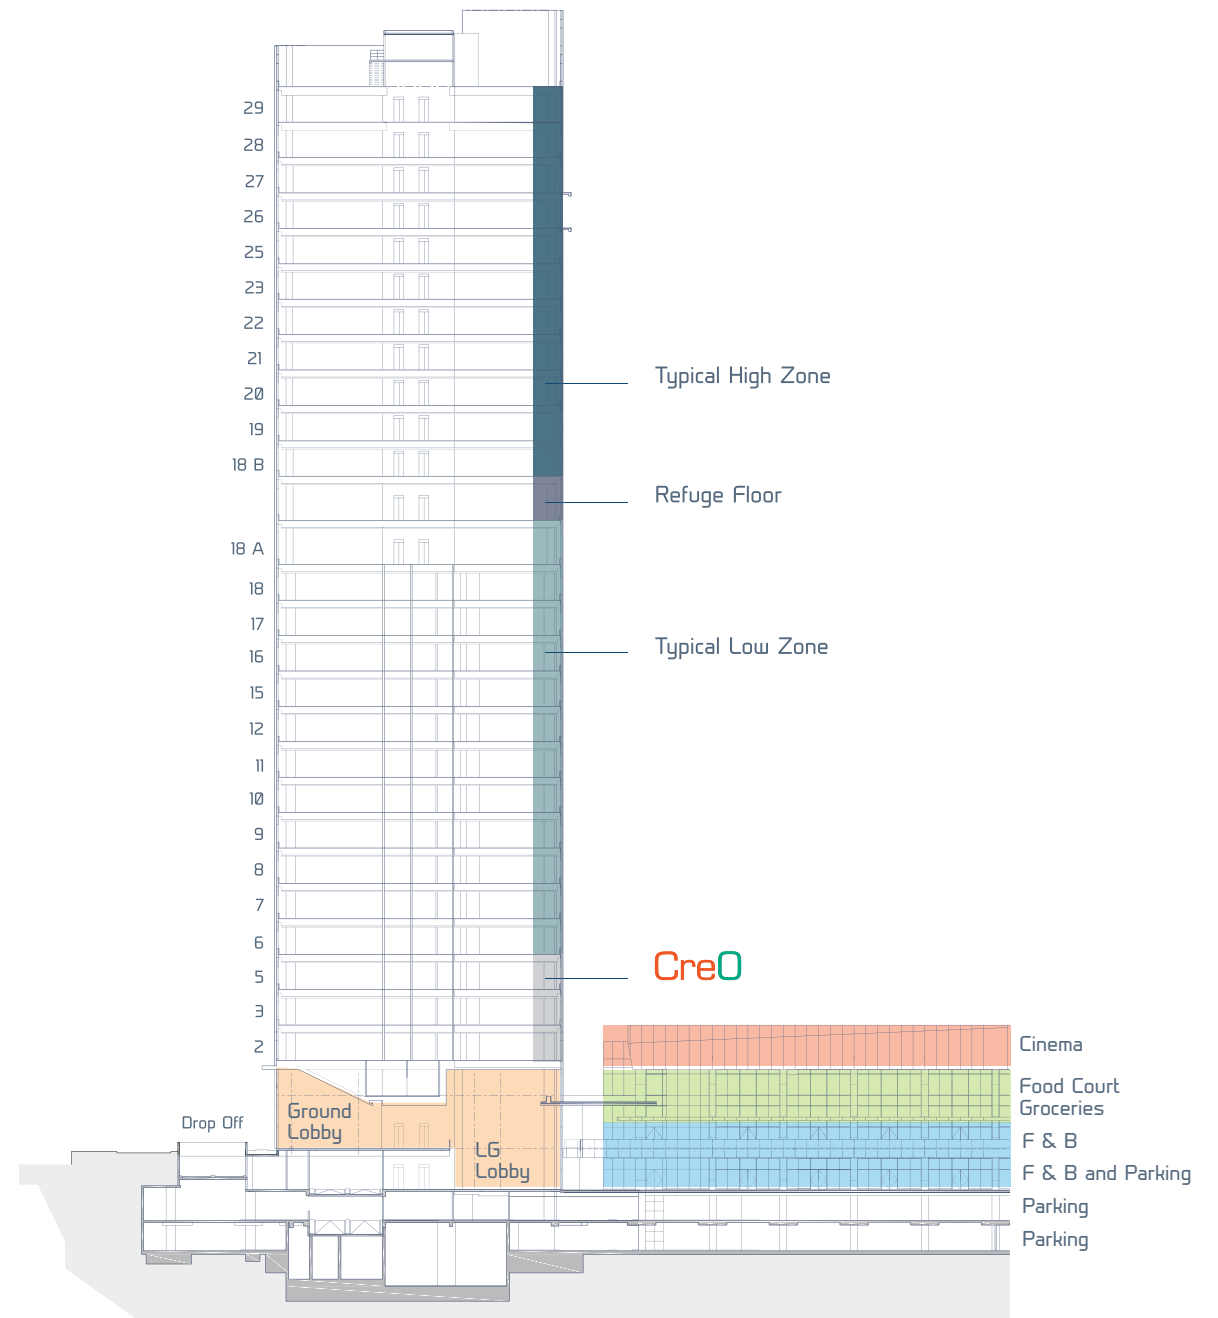 29
28
27
26
25
23
22
21
20
19
18 B
18 A
18
17
16
15
12
11
10
9
8
7
6
5
3
2
Typical High Zone
Refuge Floor
Typical Low Zone
CreO
Cinema
Food Court
Groceries
F & B
F & B and Parking
Parking
Parking
Drop Off
Ground
Lobby
LG
Lobby